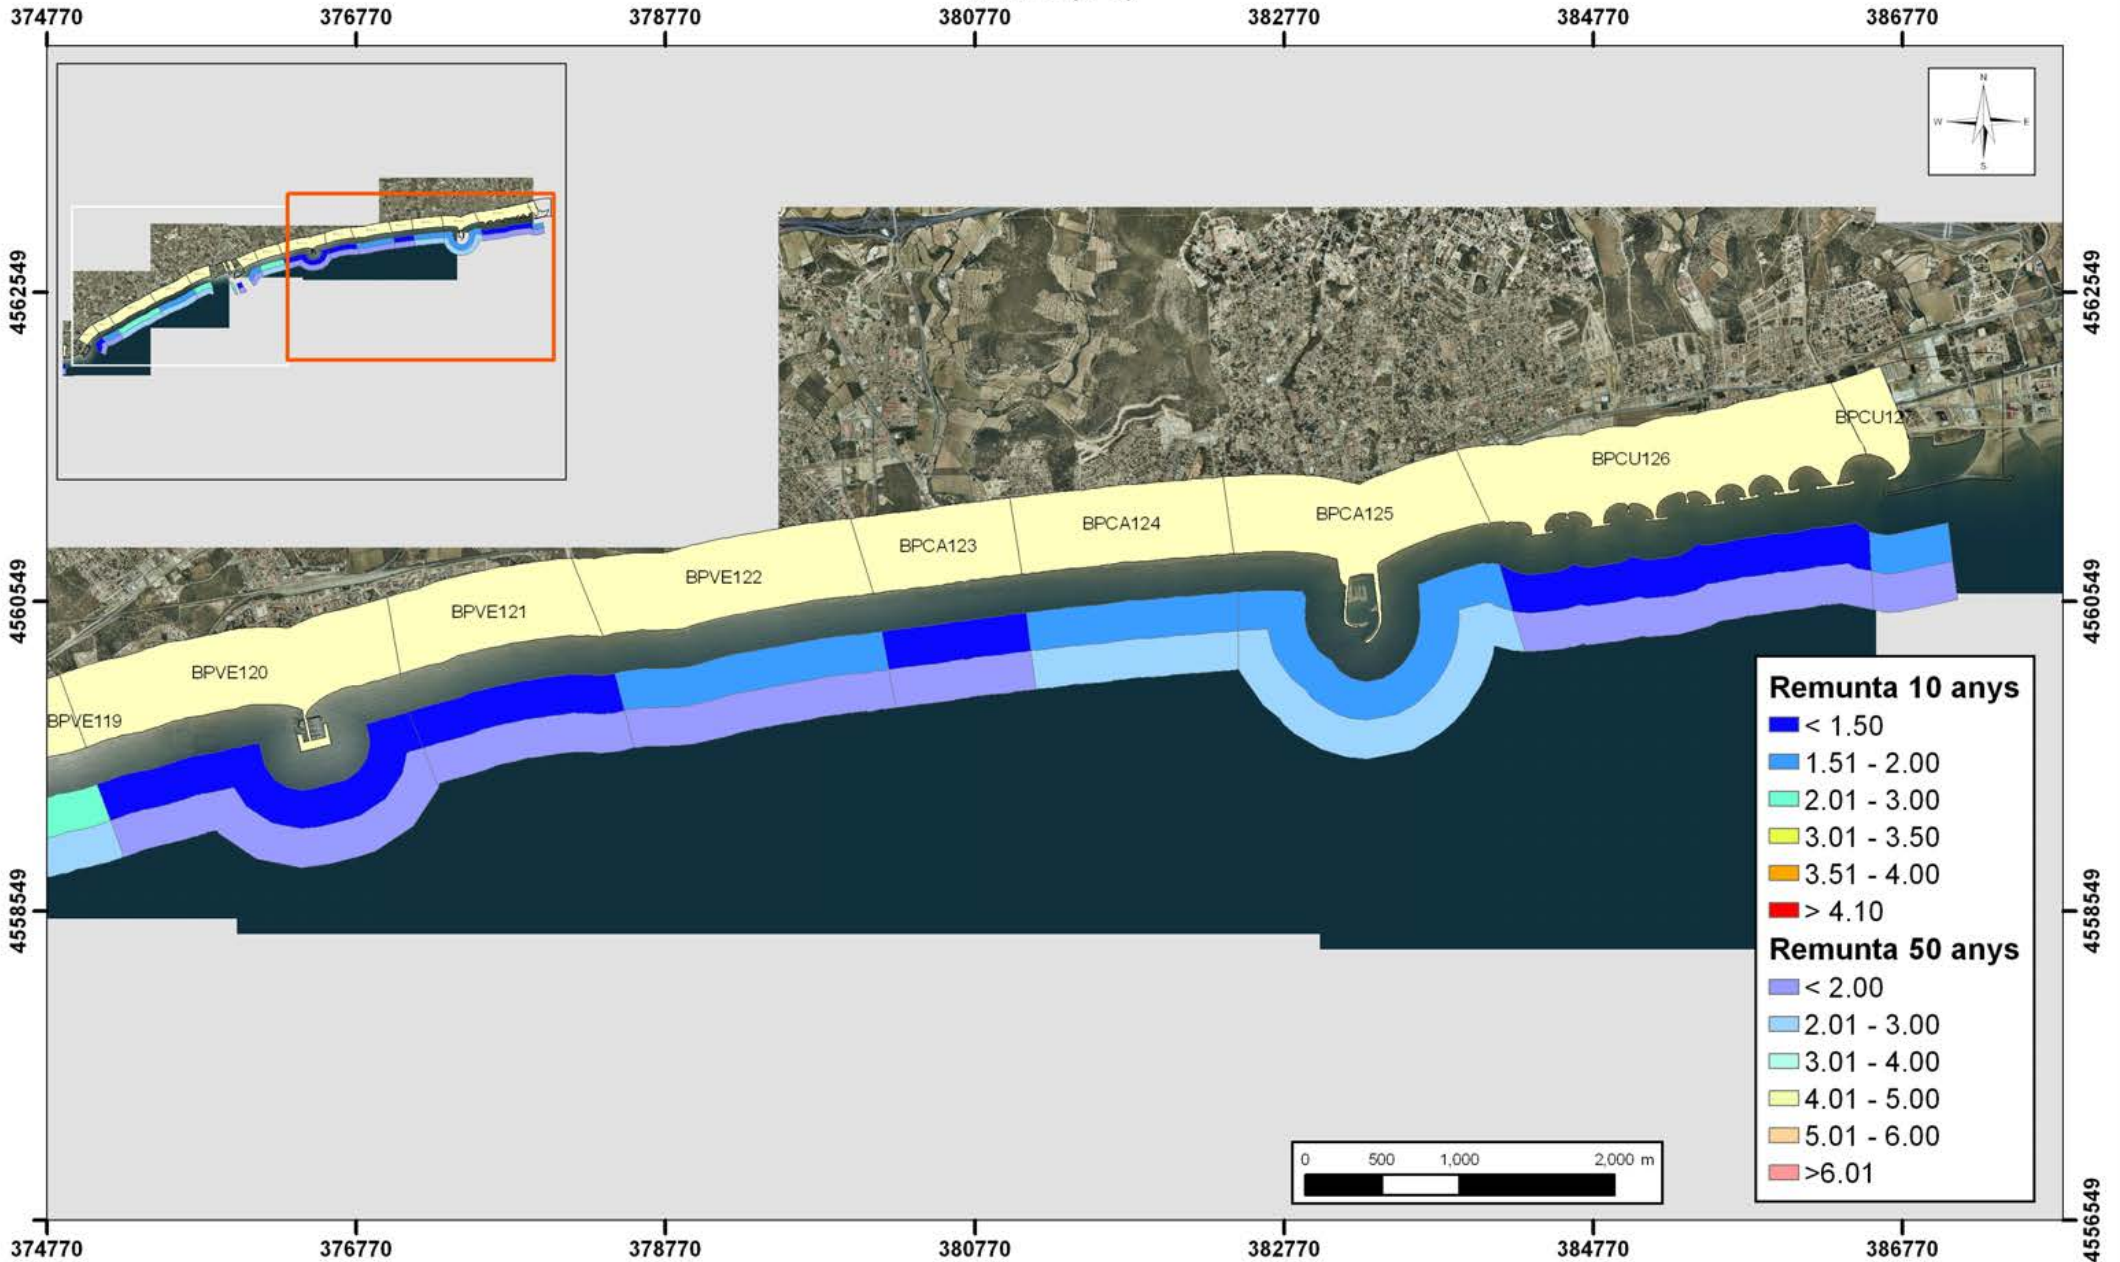 374770 376770 378770 380770 382770 384770 386770
N
W E
S
4562549 4562549
BPCU127
BPCU126
BPCA125
BPCA124
BPCA123
BPVE122
BPVE121
BPVE120
BPVE119
4560549 4560549
Remunta 10 anys
< 1.50
1.51 - 2.00
2.01 - 3.00
3.01 - 3.50
3.51 - 4.00
> 4.10
Remunta 50 anys
< 2.00
2.01 - 3.00
3.01 - 4.00
4.01 - 5.00
5.01 - 6.00
>6.01
4558549 4558549
0 500 1,000 2,000 m
4556549
374770 376770 378770 380770 382770 384770 386770